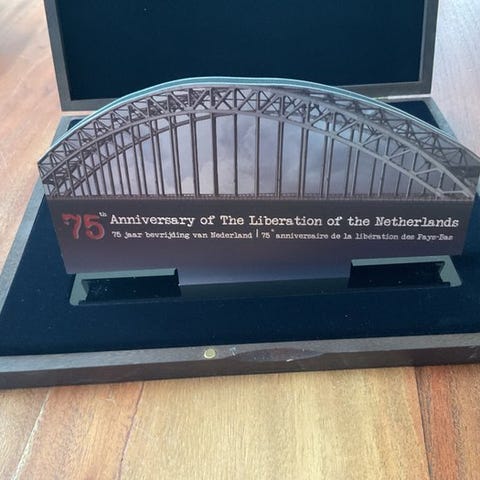 75th Anniversary of The Liberation of the Netherlands
75 jaar bevrijding van Nederland | 75e anniversaire de la libération des Pays-Bas